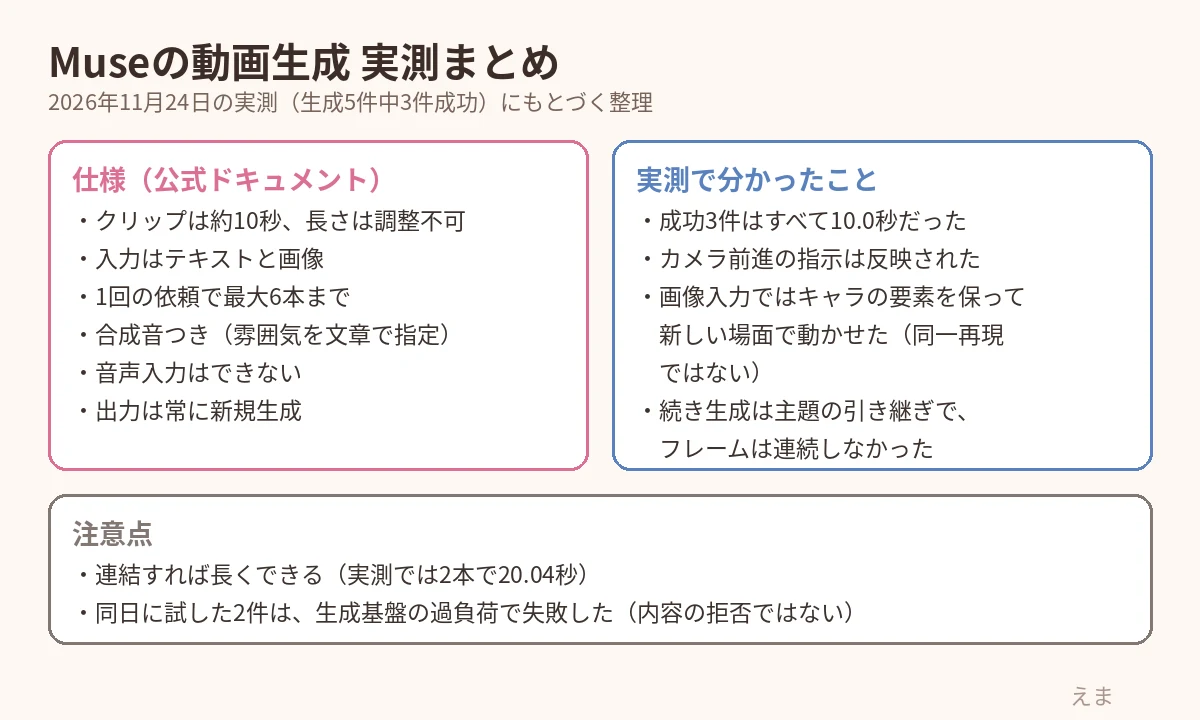 Museの動画生成 実測まとめ
2026年11月24日の実測（生成5件中3件成功）にもとづく整理
仕様（公式ドキュメント）
・クリップは約10秒、長さは調整不可
・入力はテキストと画像
・1回の依頼で最大6本まで
・合成音つき（雰囲気を文章で指定）
・音声入力はできない
・出力は常に新規生成
実測で分かったこと
・成功3件はすべて10.0秒だった
・カメラ前進の指示は反映された
・画像入力ではキャラの要素を保って
新しい場面で動かせた（同一再現
ではない）
・続き生成は主題の引き継ぎで、
フレームは連続しなかった
注意点
・連結すれば長くできる（実測では2本で20.04秒）
・同日に試した2件は、生成基盤の過負荷で失敗した（内容の拒否ではない）
えま